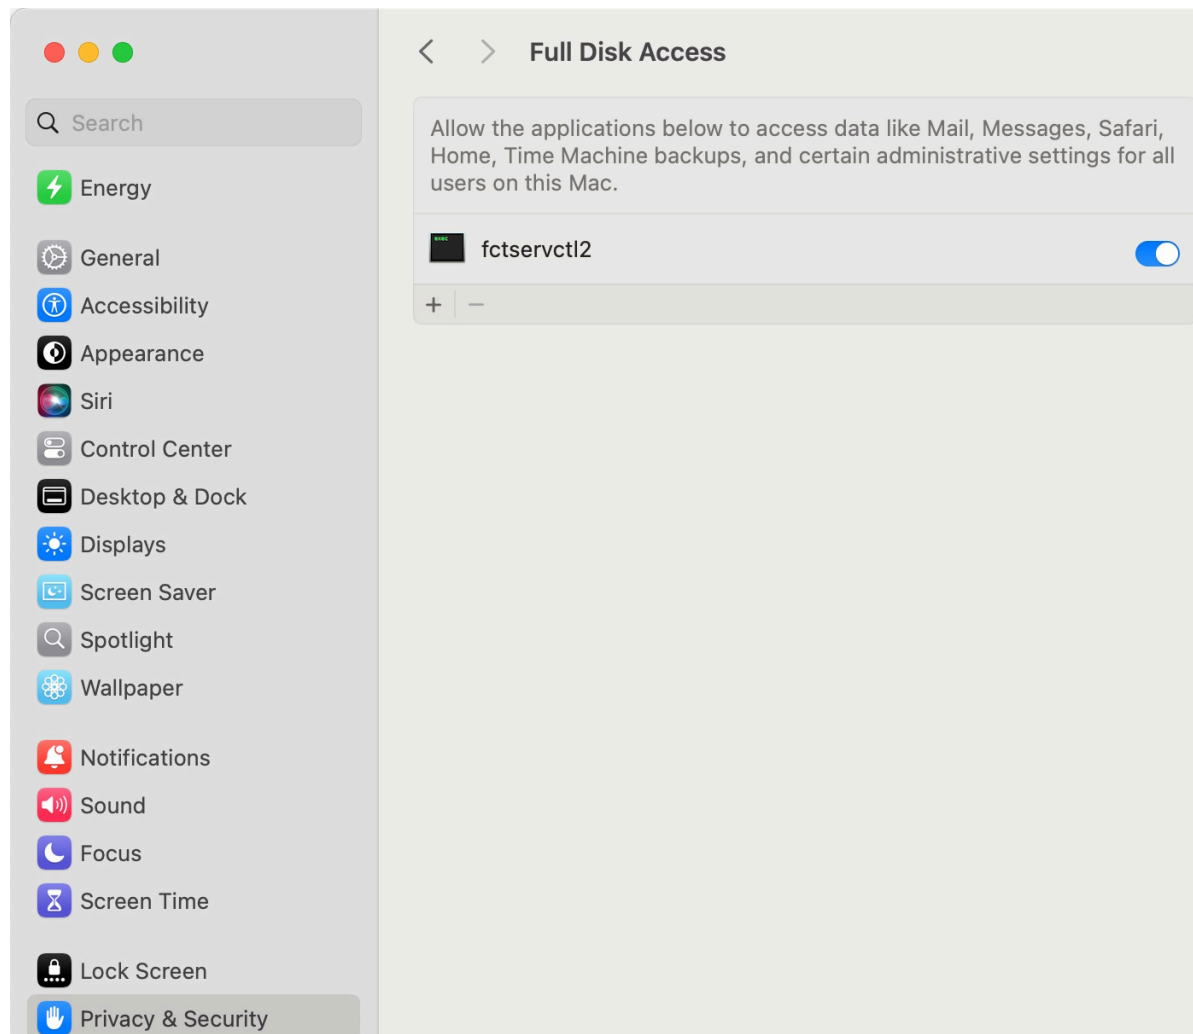 Full Disk Access
Search
Allow the applications below to access data like Mail, Messages, Safari,
Home, Time Machine backups, and certain administrative settings for all
users on this Mac.
fctservctl2
Energy
General
Accessibility
Appearance
Siri
Control Center
Desktop & Dock
Displays
Screen Saver
Spotlight
Wallpaper
Notifications
Sound
Focus
Screen Time
Lock Screen
Privacy & Security